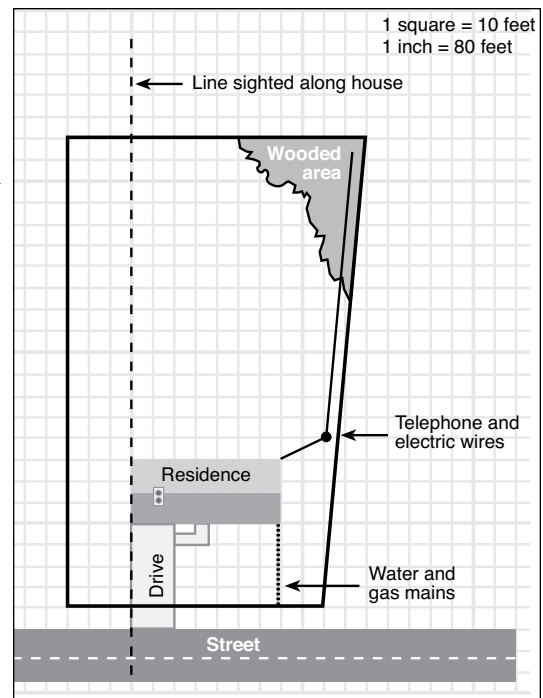 1 square = 10 feet
1 inch = 80 feet
Line sighted along house
Wooded
area
Telephone and
electric wires
Residence
Drive
Water and
gas mains
Street